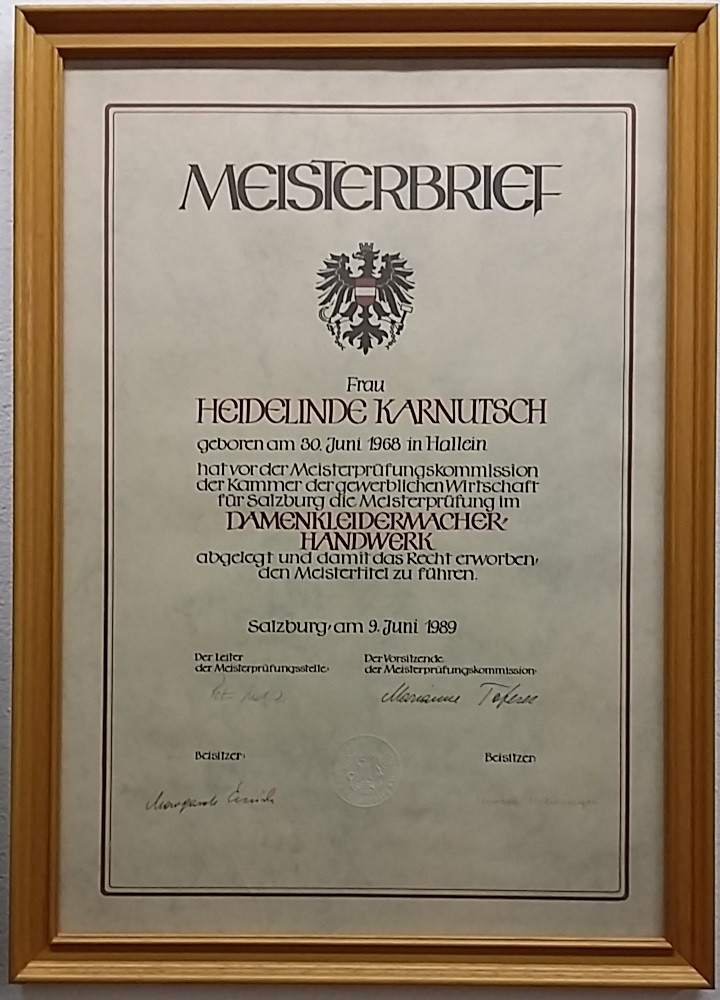 MEISTERBRIEF
Frau
HEIDELINDE KARNUTSCH
geboren am 30. Juni 1968 in Hallein
hat vor der Meisterprüfungskommission
der Kammer der gewerblichen Wirtschaft
für Salzburg die Meisterprüfung im
DAMENKLEIDERMACHER-
HANDWERK
abgelegt und damit das Recht erworben,
den Meistertitel zu führen.
Salzburg, am 9. Juni 1989
Der Leiter
der Meisterprüfungsstelle:
Der Vorsitzende
der Meisterprüfungskommission:
Marianne
Beisitzer:
Beisitzer: